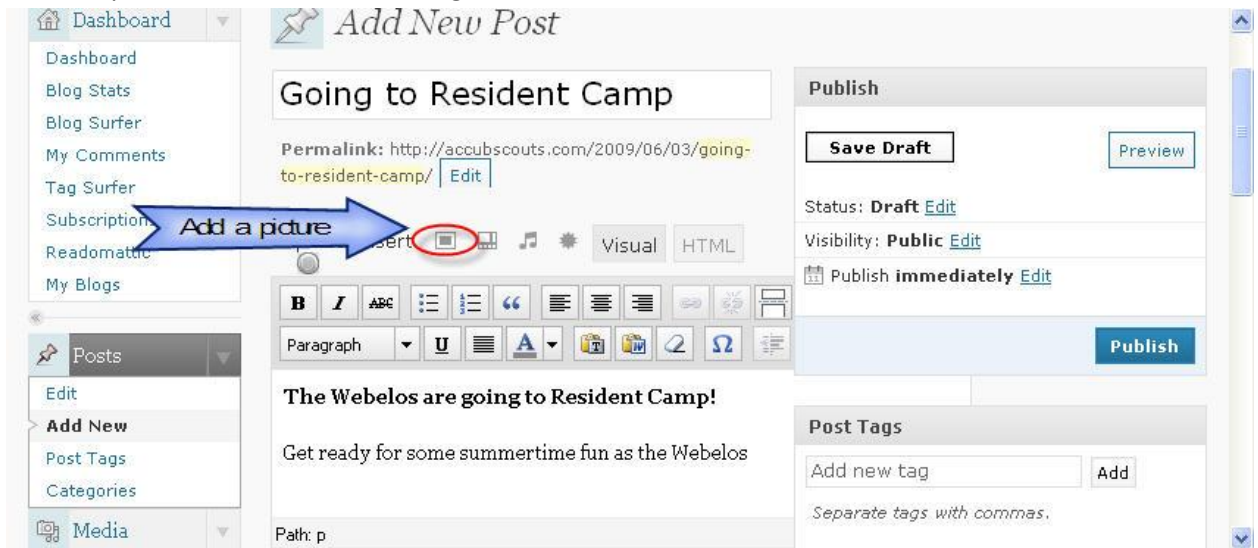 Dashboard
Dashboard
Blog Stats
Blog Surfer
My Comments
Tag Surfer
Subscription
Readomattic
My Blogs
Posts
Edit
Add New
Post Tags
Categories
Media
Add New Post
Going to Resident Camp
Permalink: http://accubscouts.com/2009/06/03/going-
to-resident-camp/ Edit
Add a picture
Visual HTML
B I ABC
Paragraph U A T W Ω
The Webelos are going to Resident Camp!
Get ready for some summertime fun as the Webelos
Path: p
Publish
Save Draft Preview
Status: Draft Edit
Visibility: Public Edit
Publish immediately Edit
Publish
Post Tags
Add new tag Add
Separate tags with commas.